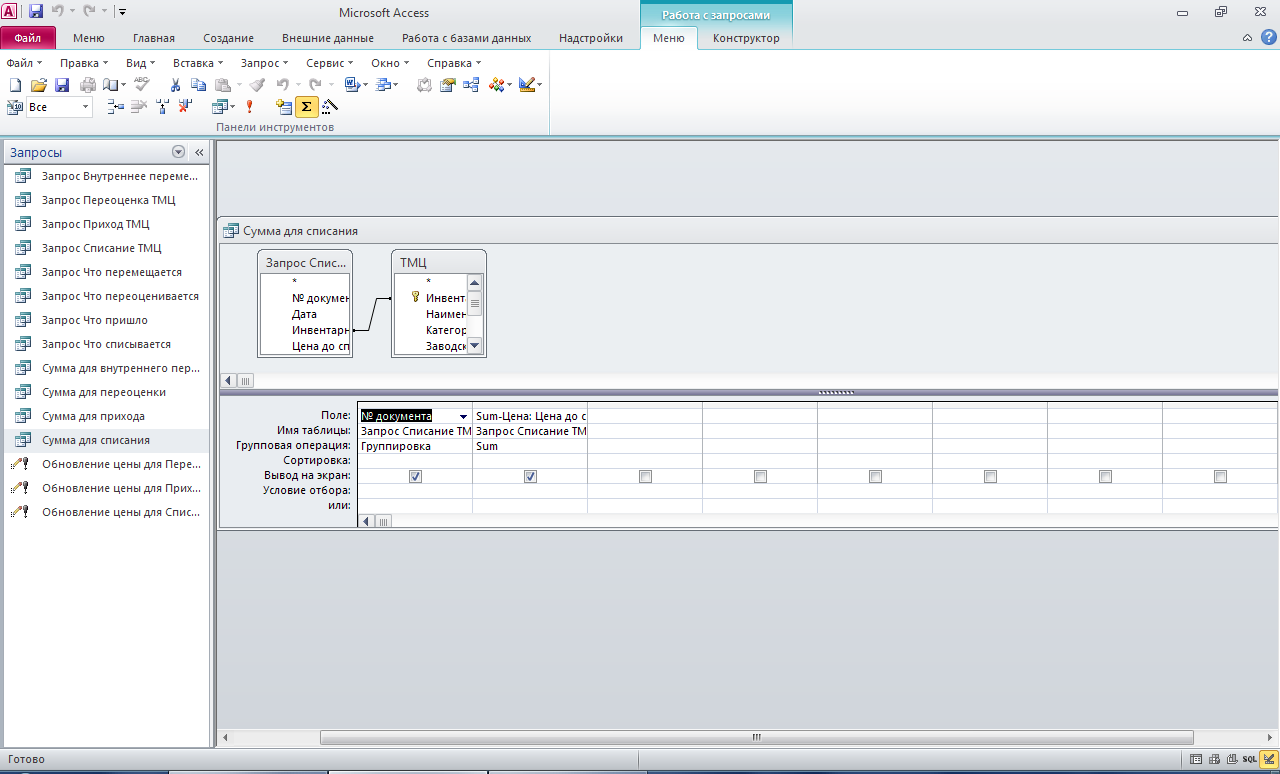 Microsoft Access
Работа с запросами
Файл Меню Главная Создание Внешние данные Работа с базами данных Надстройки Меню Конструктор
Файл Правка Вид Вставка Запрос Сервис Окно Справка
Все Σ
Панели инструментов
Запросы «
Запрос Внутреннее переме...
Запрос Переоценка ТМЦ
Запрос Приход ТМЦ
Запрос Списание ТМЦ
Запрос Что перемещается
Запрос Что переоценивается
Запрос Что пришло
Запрос Что списывается
Сумма для внутреннего пер...
Сумма для переоценки
Сумма для прихода
Сумма для списания
Обновление цены для Пере...
Обновление цены для Прих...
Обновление цены для Спис...
Сумма для списания
Запрос Спис...
*
№ докумен
Дата
Инвентарн
Цена до сп
ТМЦ
*
Инвент
Наимен
Категор
Заводск
Поле: № документа Sum-Цена: Цена до с
Имя таблицы: Запрос Списание ТМ Запрос Списание ТМ
Групповая операция: Группировка Sum
Сортировка:
Вывод на экран:
Условие отбора:
или:
Готово SQL